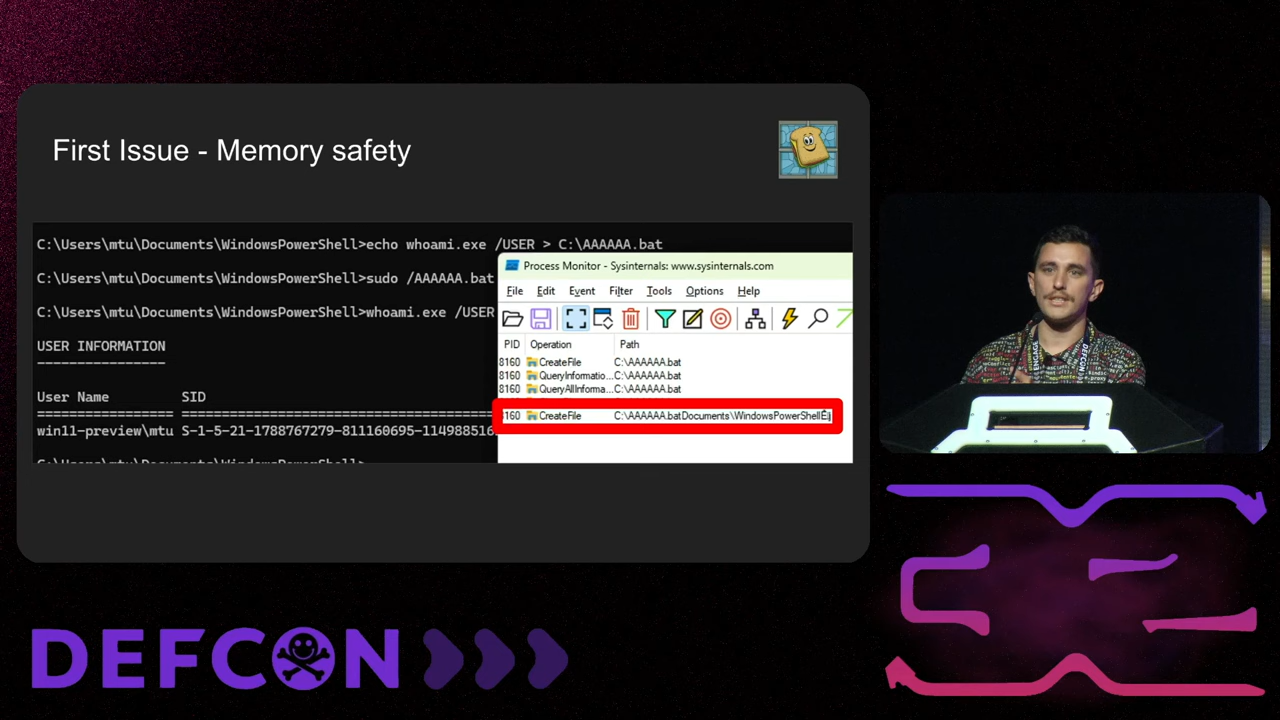 First Issue - Memory safety
C:\Users\mtu\Documents\WindowsPowerShell>echo whoami.exe /USER > C:\AAAAAA.bat
C:\Users\mtu\Documents\WindowsPowerShell>sudo /AAAAAA.bat
C:\Users\mtu\Documents\WindowsPowerShell>whoami.exe /USER
USER INFORMATION
----------------
User Name SID
================= =====================================
win11-preview\mtu S-1-5-21-1788767279-811160695-114988516
Process Monitor - Sysinternals: www.sysinternals.com
File Edit Event Filter Tools Options Help
PID Operation Path
8160 CreateFile C:\AAAAAA.bat
8160 QueryInformatio... C:\AAAAAA.bat
8160 QueryAllInforma... C:\AAAAAA.bat
160 CreateFile C:\AAAAAA.batDocuments\WindowsPowerShell
DEFCON
DEFCON